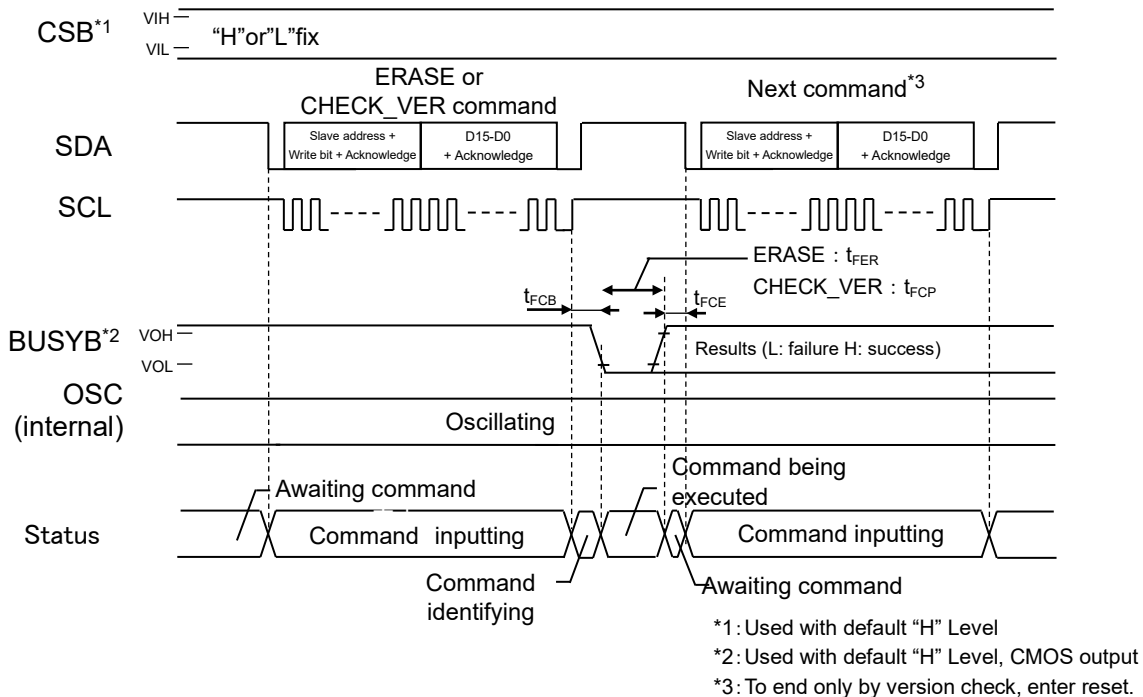 CSB*1
VIH
VIL
“H”or“L”fix
ERASE or
CHECK_VER command
Next command*3
SDA
Slave address +
Write bit + Acknowledge
D15-D0
+ Acknowledge
Slave address +
Write bit + Acknowledge
D15-D0
+ Acknowledge
SCL
ERASE : tFER
CHECK_VER : tFCP
tFCB
tFCE
BUSYB*2
VOH
VOL
Results (L: failure H: success)
OSC
(internal)
Oscillating
Command being
executed
Awaiting command
Status
Command inputting
Command inputting
Command
identifying
Awaiting command
*1:Used with default “H” Level
*2:Used with default “H” Level, CMOS output
*3:To end only by version check, enter reset.